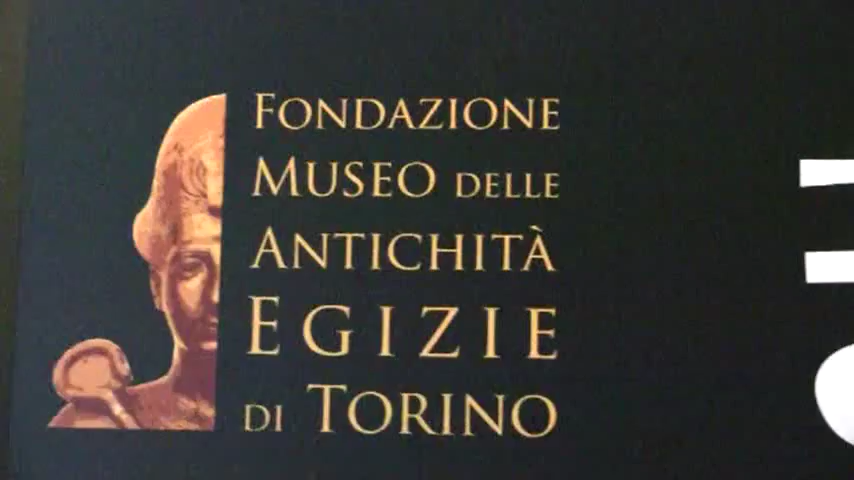 FONDAZIONE
MUSEO DELLE
ANTICHITÀ
EGIZIE
DI TORINO